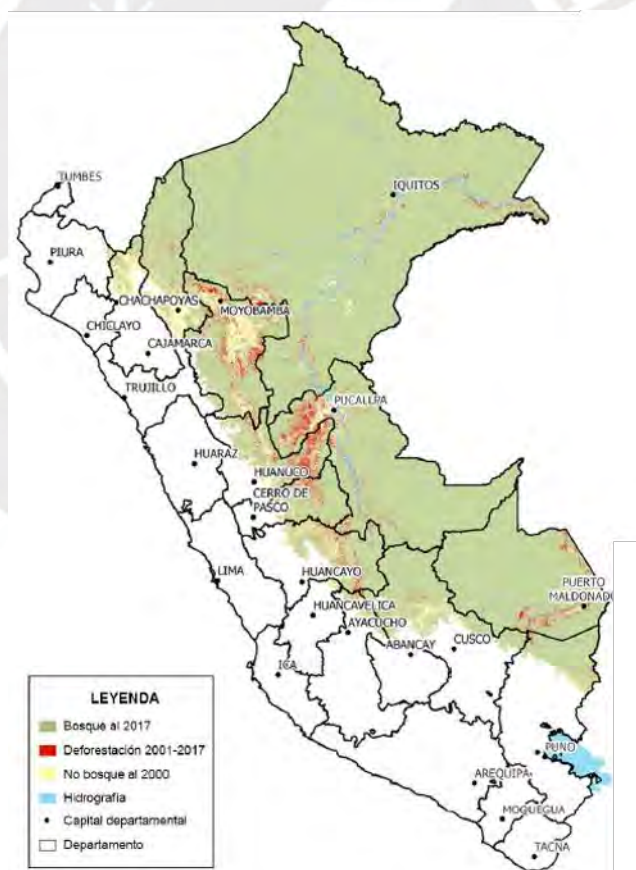 TUMBES
IQUITOS
PIURA
CHACHAPOYAS
MOYOBAMBA
CHICLAYO
CAJAMARCA
TRUJILLO
PUCALLPA
HUARAZ
HUANUCO
CERRO DE
PASCO
LIMA
HUANCAYO
PUERTO
MALDONADO
HUANCAVELICA
AYACUCHO
ABANCAY
CUSCO
ICA
PUNO
AREQUIPA
MOQUEGUA
TACNA
LEYENDA
Bosque al 2017
Deforestación 2001-2017
No bosque al 2000
Hidrografía
Capital departamental
Departamento